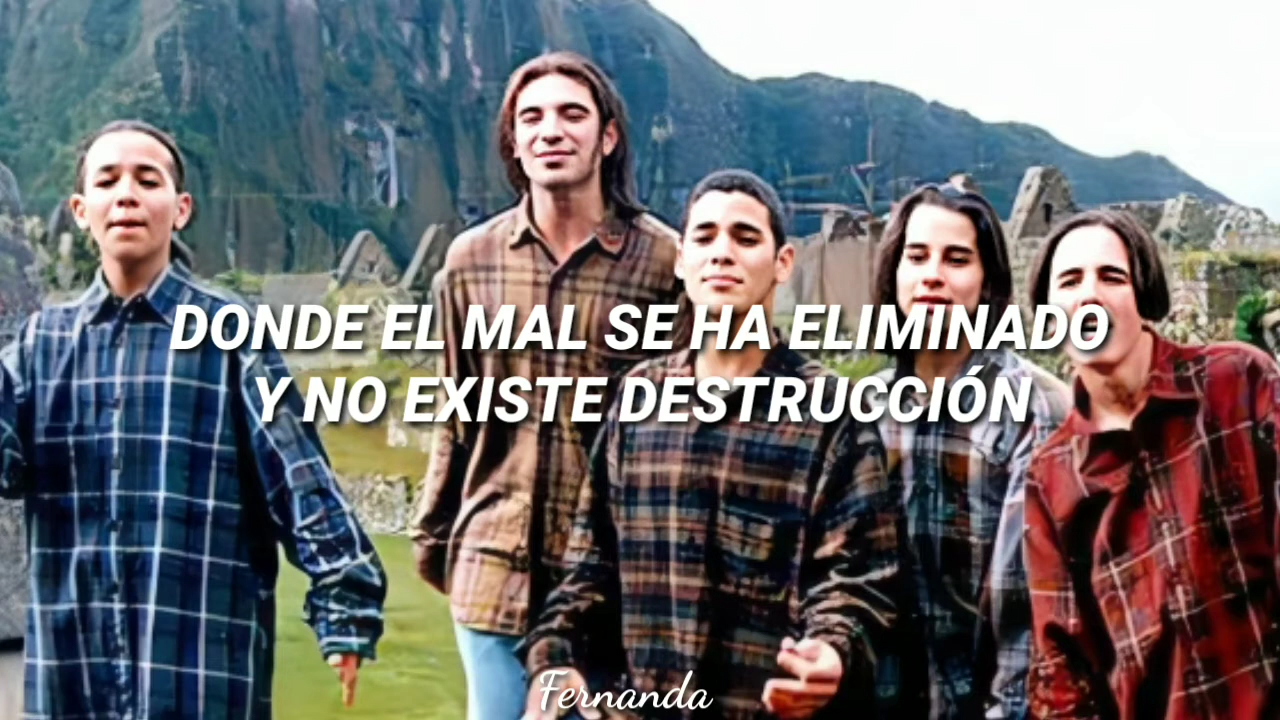 DONDE EL MAL SE HA ELIMINADO
Y NO EXISTE DESTRUCCIÓN
Fernanda